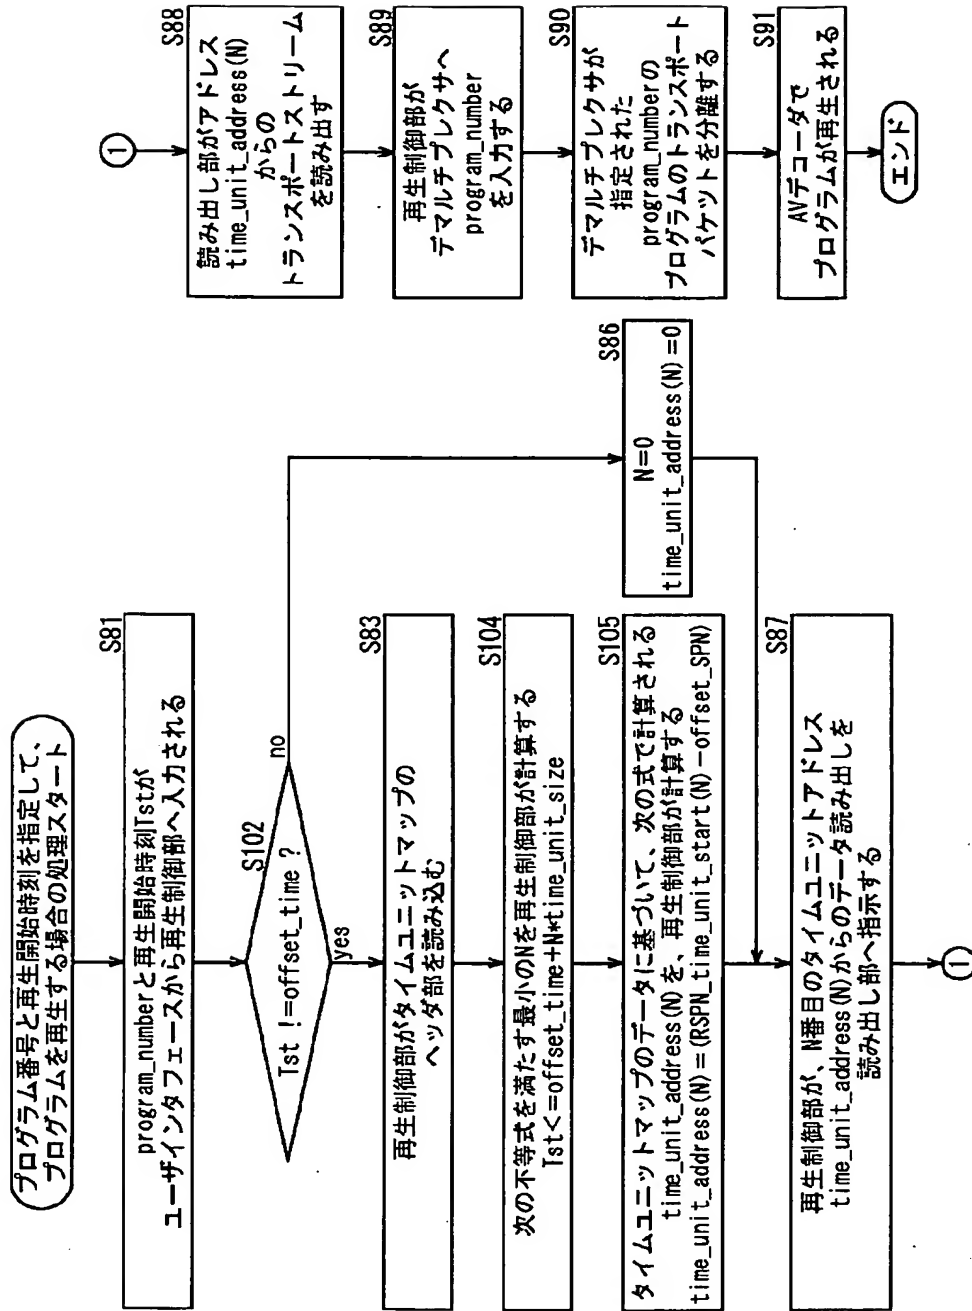 プログラム番号と再生開始時刻を指定して、
プログラムを再生する場合の処理スタート
S81
program_numberと再生開始時刻Tstが
ユーザインタフェースから再生制御部へ入力される
S102
Tst !=offset_time ?
no
yes
S83
再生制御部がタイムユニットマップの
ヘッダ部を読み込む
S104
次の不等式を満たす最小のNを再生制御部が計算する
Tst<=offset_time+N*time_unit_size
S105
タイムユニットマップのデータに基づいて、次の式で計算される
time_unit_address(N)を、再生制御部が計算する
time_unit_address(N)=(RSPN_time_unit_start(N)-offset_SPN)
S86
N=0
time_unit_address(N)=0
S87
再生制御部が、N番目のタイムユニットアドレス
time_unit_address(N)からのデータ読み出しを
読み出し部へ指示する
1
1
S88
読み出し部がアドレス
time_unit_address(N)
からの
トランスポートストリーム
を読み出す
S89
再生制御部が
デマルチプレクサへ
program_number
を入力する
S90
デマルチプレクサが
指定された
program_numberの
プログラムのトランスポート
パケットを分離する
S91
AVデコーダで
プログラムが再生される
エンド